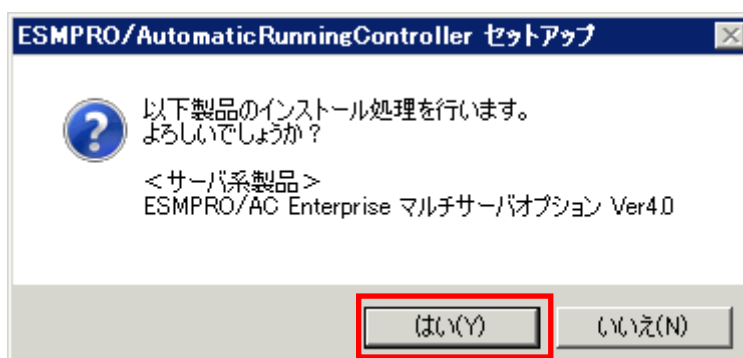 ESMPRO/AutomaticRunningController セットアップ
以下製品のインストール処理を行います。
よろしいでしょうか？
＜サーバ系製品＞
ESMPRO/AC Enterprise マルチサーバオプション Ver4.0
はい(Y)
いいえ(N)